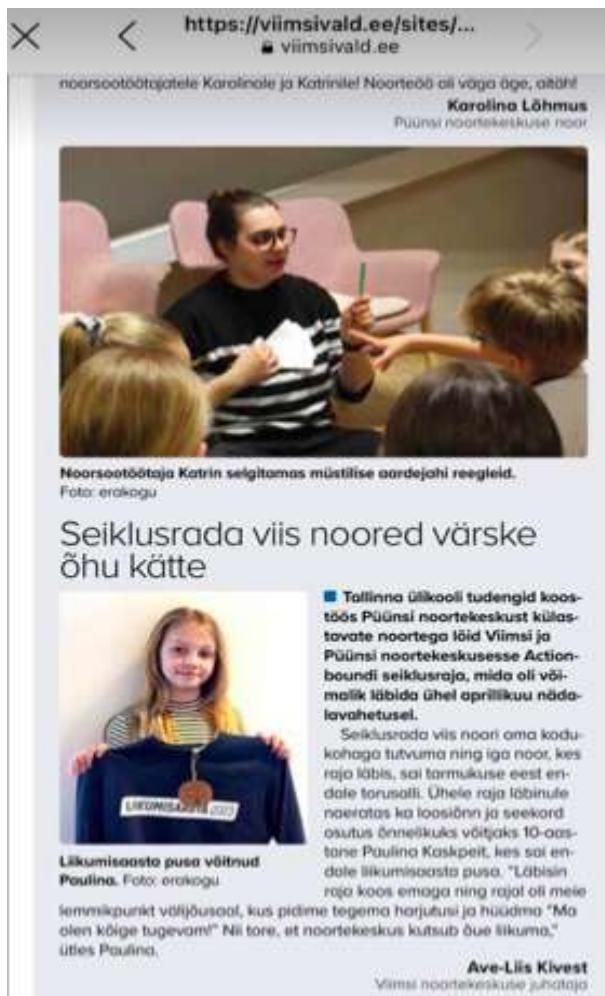 https://viimsivald.ee/sites/...
viimsivald.ee
noorsootöötajatele Karolinale ja Katrinile! Noorteöö oli väga äge, aitäh!
Karolina Lõhmus
Püünsi noortekeskuse noor
Noorsootöötaja Katrin selgitamas müstilise aardejahi reegleid.
Foto: erakogu
Seiklusrada viis noored värske
õhu kätte
Tallinna ülikooli tudengid koos-
töös Püünsi noortekeskust külas-
tavate noortega lõid Viimsi ja
Püünsi noortekeskusesse Action-
boundi seiklusraja, mida oli või-
malik läbida ühel aprillikuu näda-
lavahetusel.
Seiklusrada viis noori oma kodu-
kohaga tutvuma ning iga noor, kes
raja läbis, sai tarmukuse eest en-
dale torusalli. Ühele raja läbinule
naeratas ka loosiõnn ja seekord
osutus õnnelikuks võitjaks 10-aas-
tane Paulina Kaskpeit, kes sai en-
dale liikumisaasta pusa. "Läbisin
raja koos emaga ning rajal oli meie
lemmikpunkt välijõusaal, kus pidime tegema harjutusi ja hüüdma "Ma
olen kõige tugevam!" Nii tore, et noortekeskus kutsub õue liikuma,"
ütles Paulina.
LIIKUMISAASTA 2023
Liikumisaasta pusa võitnud
Paulina. Foto: erakogu
Ave-Liis Kivest
Viimsi noortekeskuse juhataja